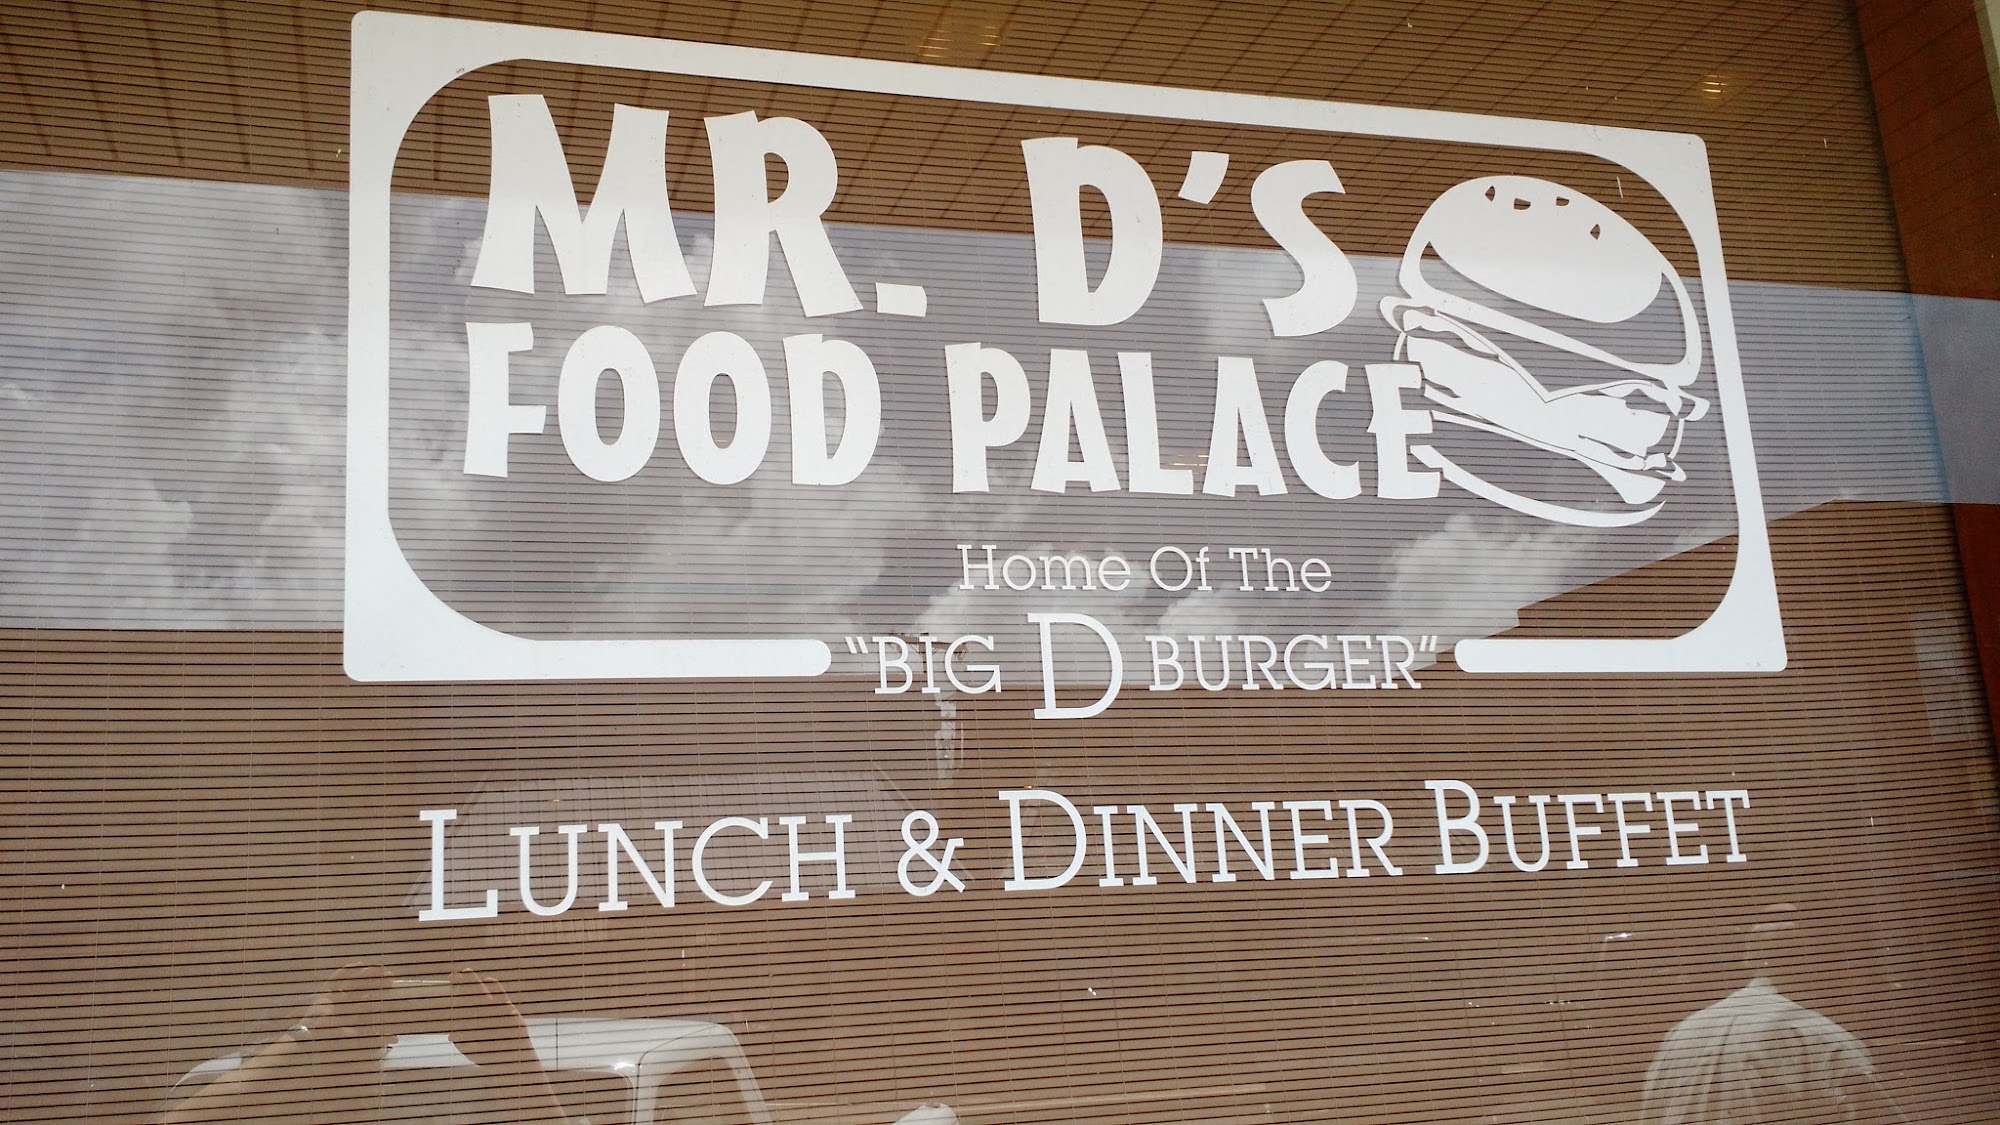 MR. D'S
FOOD PALACE
Home Of The
"BIG D BURGER"
LUNCH & DINNER BUFFET